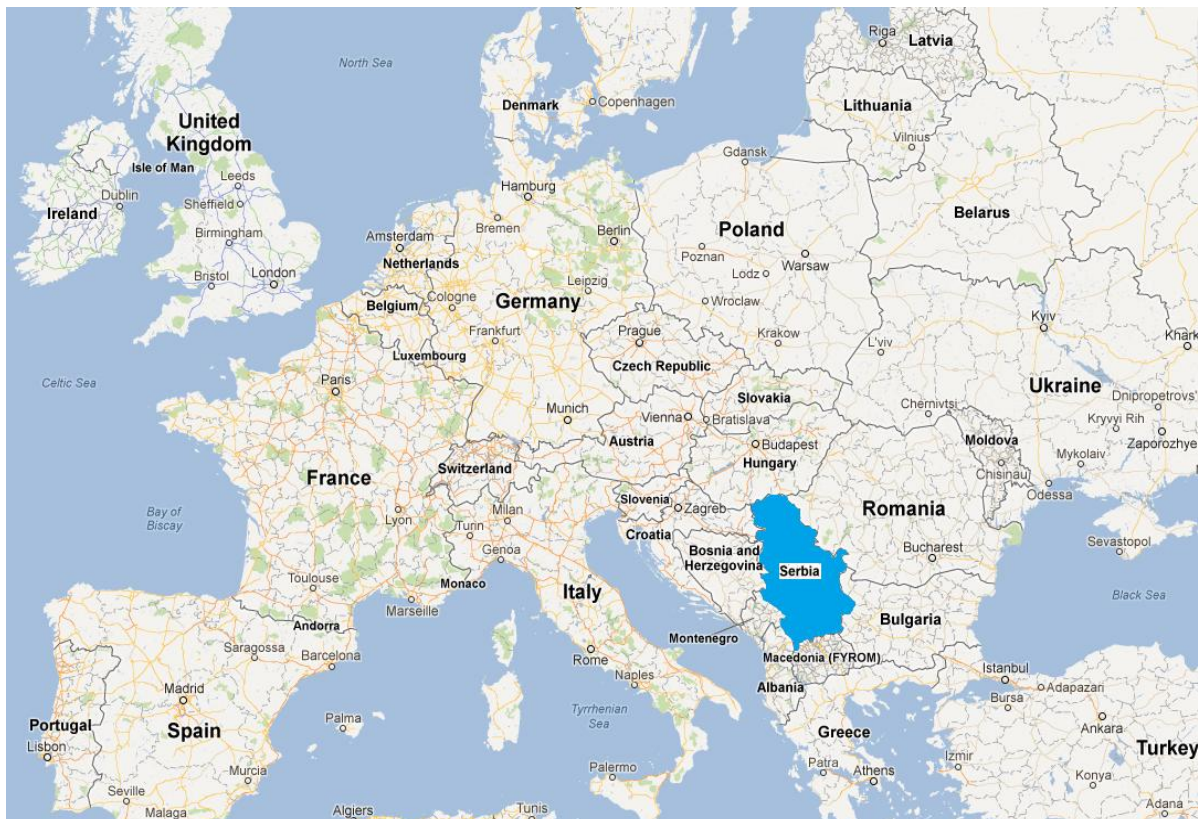 Riga
Latvia
North Sea
Denmark
Copenhagen
Lithuania
Vilnius
United
Kingdom
Isle of Man
Gdansk
Leeds
Hamburg
Dublin
Sheffield
Ireland
Bremen
Belarus
Birmingham
Amsterdam
Berlin
Poland
Netherlands
Poznan
Warsaw
Bristol
London
Lodz
Leipzig
Belgium
Cologne
Germany
Wroclaw
Kyiv
Frankfurt
Prague
Krakow
Khark
L'viv
Luxembourg
Czech Republic
Celtic Sea
Paris
Ukraine
Slovakia
Dnipropetrovs'
Munich
Vienna
Bratislava
Chernivtsi
Kryvyi Rih
Austria
Budapest
Moldova
Zaporozhye
Switzerland
Hungary
Mykolaiv
Chisinau
France
Odessa
Slovenia
Zagreb
Romania
Bay of
Biscay
Lyon
Milan
Turin
Croatia
Sevastopol
Genoa
Bosnia and
Herzegovina
Bucharest
Serbia
Toulouse
Monaco
Italy
Marseille
Black Sea
Andorra
Bulgaria
Montenegro
Saragossa
Rome
Macedonia (FYROM)
Barcelona
Istanbul
Naples
Albania
Adapazari
Madrid
Bursa
Palma
Tyrrhenian
Sea
Portugal
Spain
Greece
Ankara
Lisbon
Turkey
Izmir
Murcia
Palermo
Patra
Athens
Konya
Seville
Malaga
Algiers
Tunis
Adana